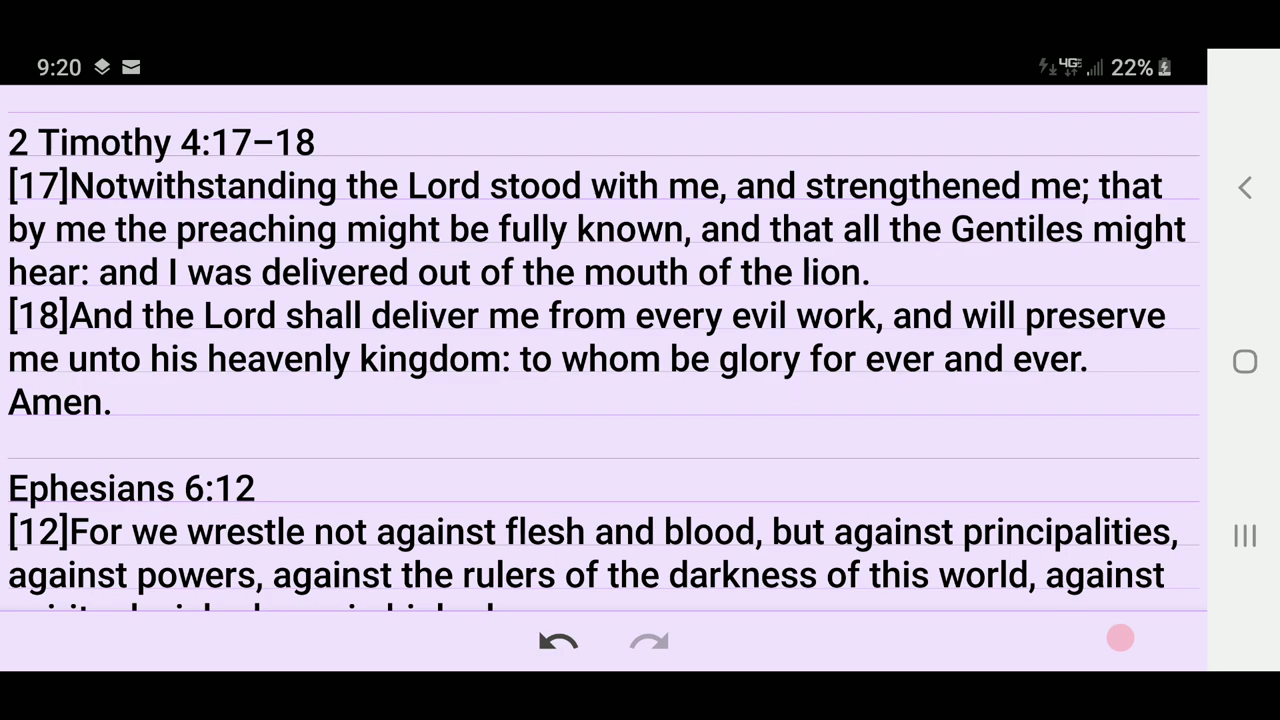 9:20
4G 22%
2 Timothy 4:17–18
[17]Notwithstanding the Lord stood with me, and strengthened me; that
by me the preaching might be fully known, and that all the Gentiles might
hear: and I was delivered out of the mouth of the lion.
[18]And the Lord shall deliver me from every evil work, and will preserve
me unto his heavenly kingdom: to whom be glory for ever and ever.
Amen.
Ephesians 6:12
[12]For we wrestle not against flesh and blood, but against principalities,
against powers, against the rulers of the darkness of this world, against